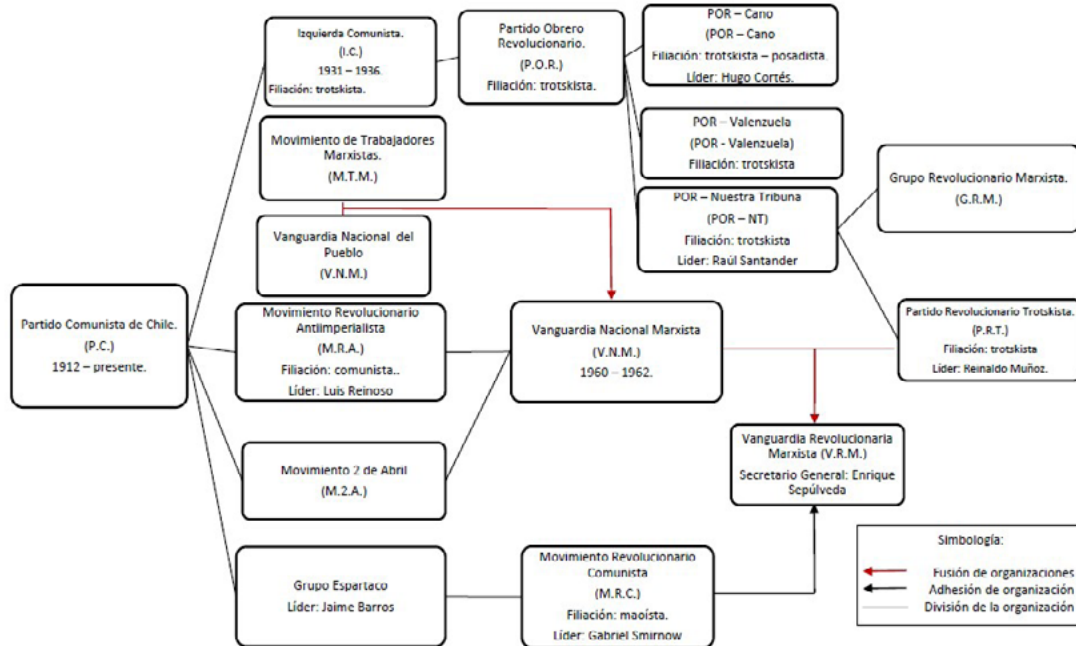 Izquierda Comunista.
(I.C.)
1931 – 1936.
Filiación: trotskista.
Partido Obrero
Revolucionario.
(P.O.R.)
Filiación: trotskista.
POR – Cano
(POR – Cano
Filiación: trotskista – posadista.
Líder: Hugo Cortés.
Movimiento de Trabajadores
Marxistas.
(M.T.M.)
POR – Valenzuela
(POR - Valenzuela)
Filiación: trotskista
Grupo Revolucionario Marxista.
(G.R.M.)
POR – Nuestra Tribuna
(POR – NT)
Filiación: trotskista
Lider: Raúl Santander
Vanguardia Nacional del
Pueblo
(V.N.M.)
Partido Comunista de Chile.
(P.C.)
1912 – presente.
Movimiento Revolucionario
Antiimperialista
(M.R.A.)
Filiación: comunista..
Líder: Luis Reinoso
Vanguardia Nacional Marxista
(V.N.M.)
1960 – 1962.
Partido Revolucionario Trotskista.
(P.R.T.)
Filiación: trotskista
Lider: Reinaldo Muñoz.
Movimiento 2 de Abril
(M.2.A.)
Vanguardia Revolucionaria
Marxista (V.R.M.)
Secretario General: Enrique
Sepúlveda
Grupo Espartaco
Líder: Jaime Barros
Movimiento Revolucionario
Comunista
(M.R.C.)
Filiación: maoísta.
Líder: Gabriel Smirnow
Simbología:
Fusión de organizaciones
Adhesión de organización
División de la organización